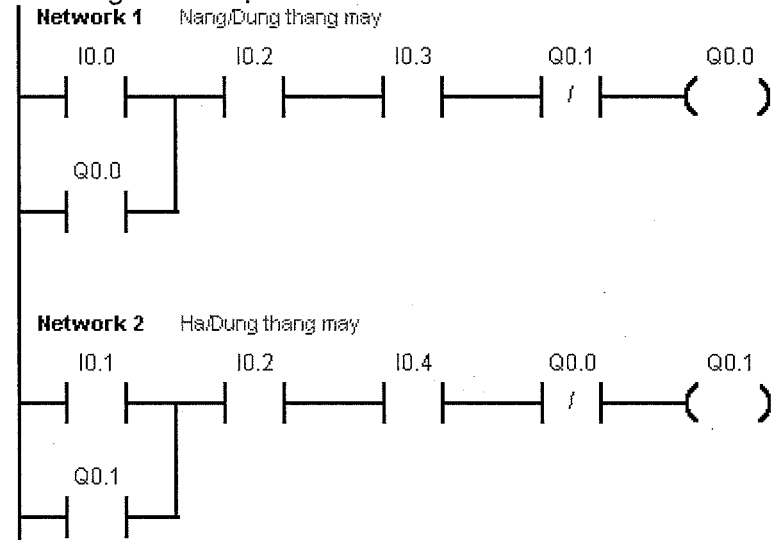 Network 1 Nang/Dung thang may
I0.0 I0.2 I0.3 Q0.1 Q0.0
/
Q0.0
Network 2 Ha/Dung thang may
I0.1 I0.2 I0.4 Q0.0 Q0.1
/
Q0.1